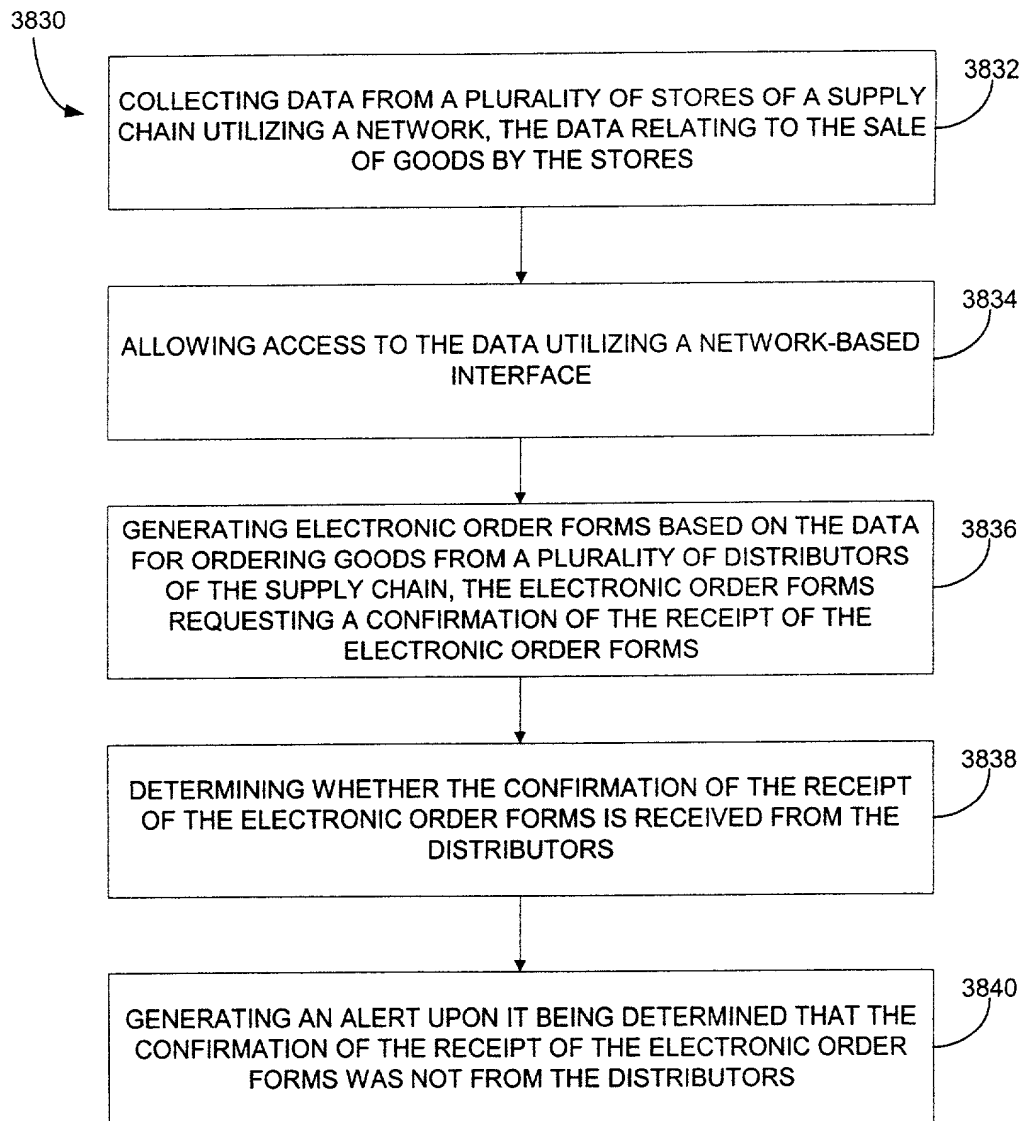 3830
3832
COLLECTING DATA FROM A PLURALITY OF STORES OF A SUPPLY
CHAIN UTILIZING A NETWORK, THE DATA RELATING TO THE SALE
OF GOODS BY THE STORES
3834
ALLOWING ACCESS TO THE DATA UTILIZING A NETWORK-BASED
INTERFACE
3836
GENERATING ELECTRONIC ORDER FORMS BASED ON THE DATA
FOR ORDERING GOODS FROM A PLURALITY OF DISTRIBUTORS
OF THE SUPPLY CHAIN, THE ELECTRONIC ORDER FORMS
REQUESTING A CONFIRMATION OF THE RECEIPT OF THE
ELECTRONIC ORDER FORMS
3838
DETERMINING WHETHER THE CONFIRMATION OF THE RECEIPT
OF THE ELECTRONIC ORDER FORMS IS RECEIVED FROM THE
DISTRIBUTORS
3840
GENERATING AN ALERT UPON IT BEING DETERMINED THAT THE
CONFIRMATION OF THE RECEIPT OF THE ELECTRONIC ORDER
FORMS WAS NOT FROM THE DISTRIBUTORS